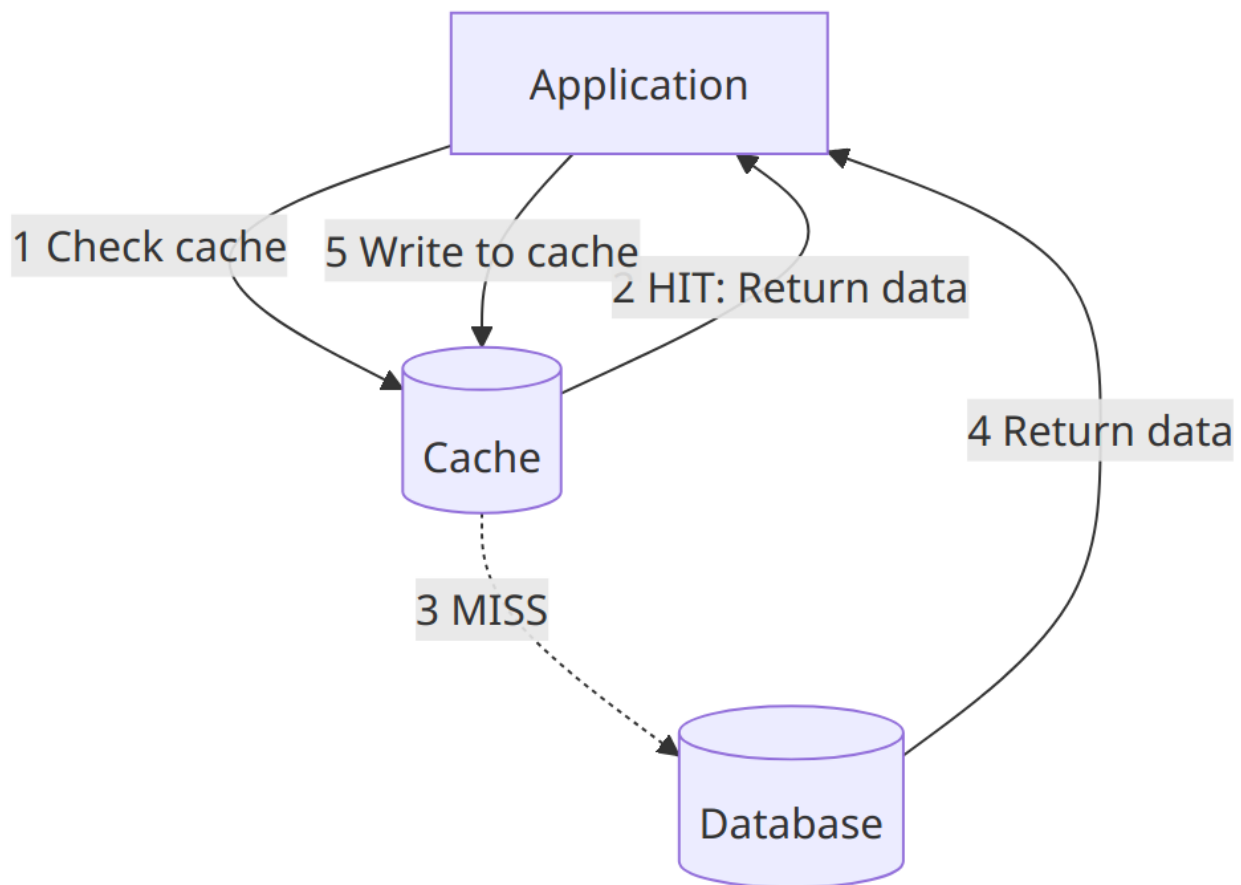 Application
1 Check cache
5 Write to cache
2 HIT: Return data
4 Return data
Cache
3 MISS
Database